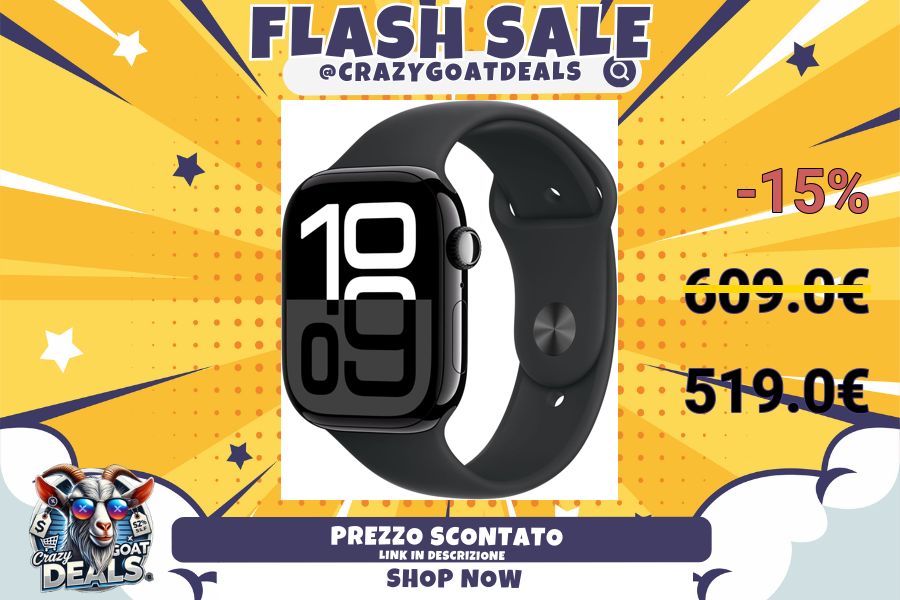 FLASH SALE
@CRAZYGOATDEALS
-15%
609.0€
519.0€
10
09
PREZZO SCONTATO
LINK IN DESCRIZIONE
SHOP NOW
$
52%
Crazy
GOAT
DEALS